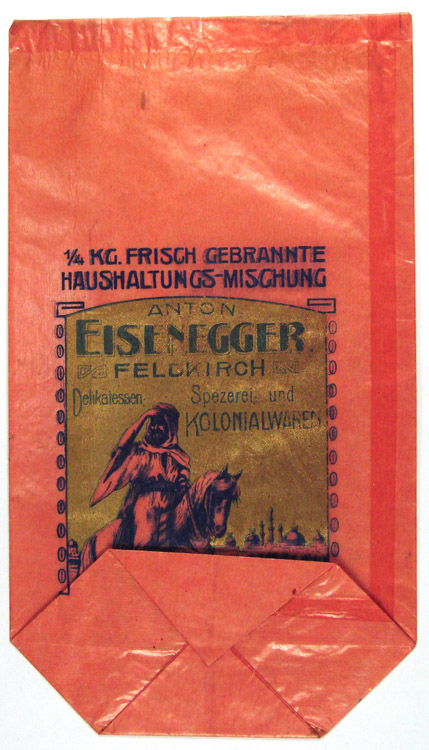 ¼ KG. FRISCH GEBRANNTE
HAUSHALTUNGS-MISCHUNG
ANTON
EISENEGGER.
FELDKIRCH
Delikatessen,
Spezerei und
KOLONIALWAREN